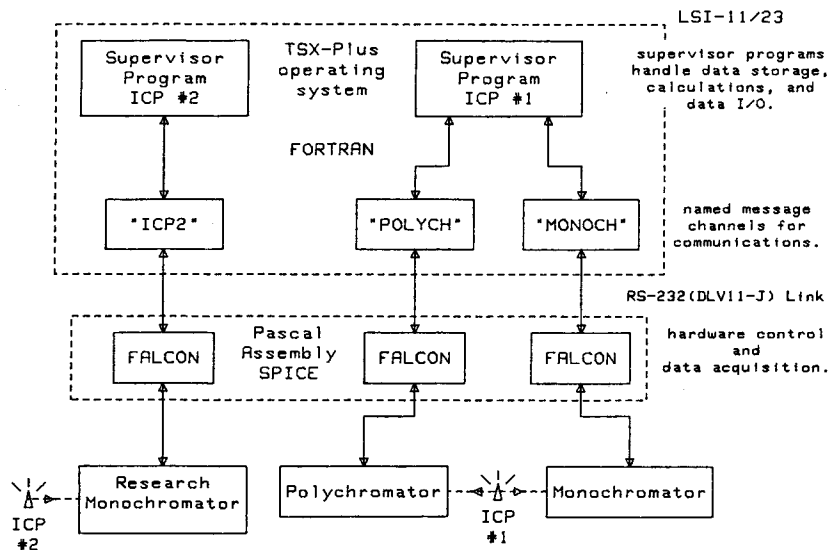 LSI-11/23
Supervisor
Program
ICP #2
TSX-Plus
operating
system
Supervisor
Program
ICP #1
supervisor programs
handle data storage,
calculations, and
data I/O.
FORTRAN
"ICP2"
"POLYCH"
"MONOCH"
named message
channels for
communications.
RS-232(DLV11-J) Link
FALCON
Pascal
Assembly
SPICE
FALCON
FALCON
hardware control
and
data acquisition.
Research
Monochromator
Polychromator
Monochromator
ICP
#2
ICP
#1